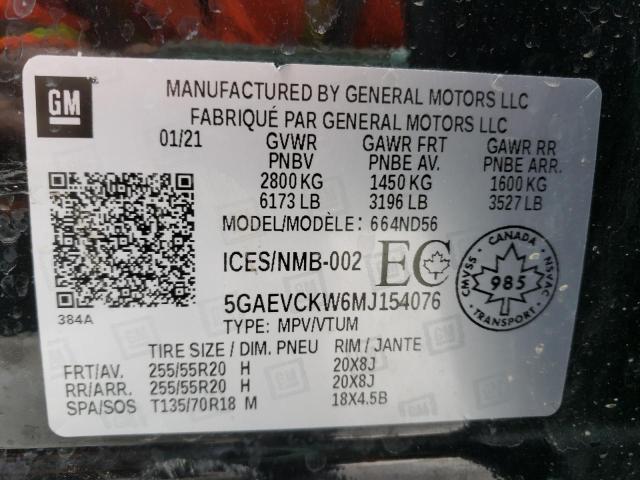 GM
MANUFACTURED BY GENERAL MOTORS LLC
FABRIQUÉ PAR GENERAL MOTORS LLC
01/21 GVWR GAWR FRT GAWR RR
PNBV PNBE AV. PNBE ARR.
2800 KG 1450 KG 1600 KG
6173 LB 3196 LB 3527 LB
MODEL/MODÈLE: 664ND56
ICES/NMB-002 EC
CANADA
CMVSS 985 NSVAC
TRANSPORT
5GAEVCKW6MJ154076
384A
TYPE: MPV/VTUM
TIRE SIZE / DIM. PNEU RIM / JANTE
FRT/AV. 255/55R20 H 20X8J
RR/ARR. 255/55R20 H 20X8J
SPA/SOS T135/70R18 M 18X4.5B